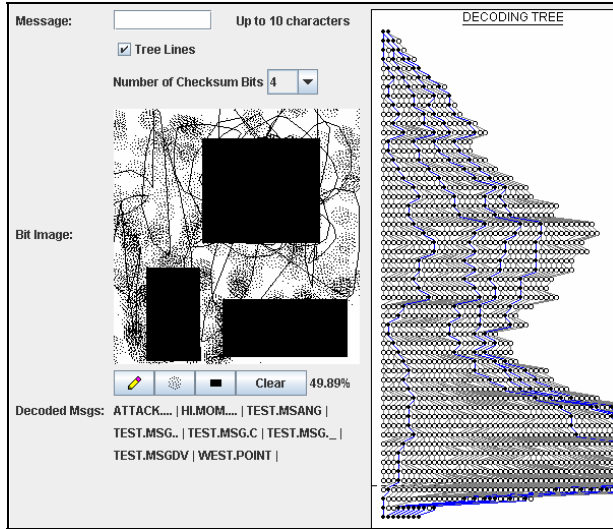 Message: Up to 10 characters
Tree Lines
Number of Checksum Bits 4
Bit Image:
Clear 49.89%
Decoded Msgs: ATTACK.... | HI.MOM.... | TEST.MSANG |
TEST.MSG.. | TEST.MSG.C | TEST.MSG._ |
TEST.MSGDV | WEST.POINT |
DECODING TREE